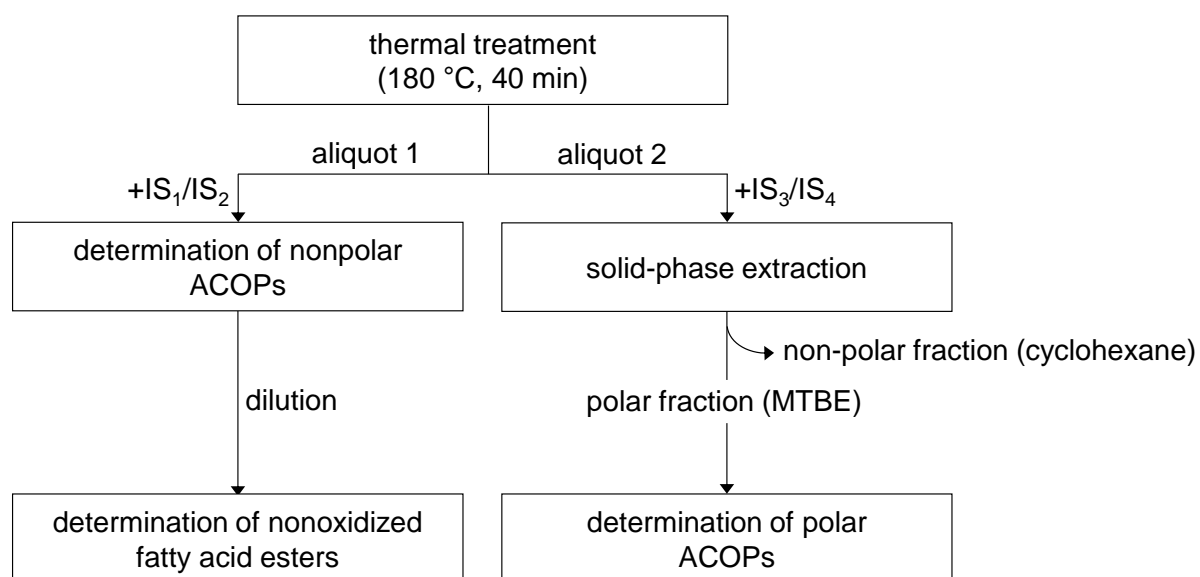 thermal treatment
(180 °C, 40 min)
aliquot 1
aliquot 2
+IS₁/IS₂
+IS₃/IS₄
determination of nonpolar
ACOPs
solid-phase extraction
non-polar fraction (cyclohexane)
dilution
polar fraction (MTBE)
determination of nonoxidized
fatty acid esters
determination of polar
ACOPs